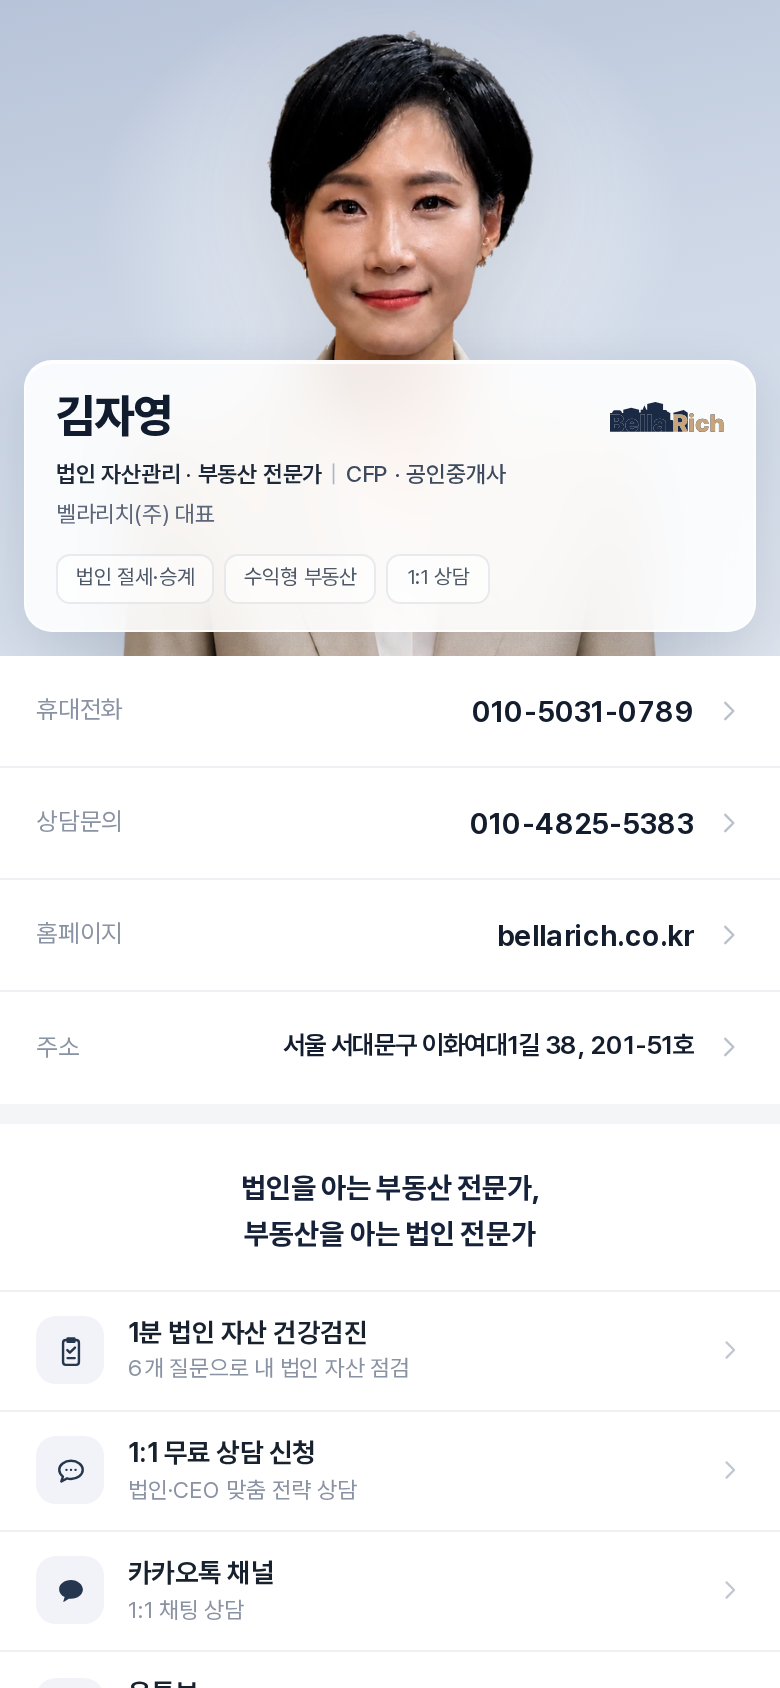 김자영
BellaRich
법인 자산관리 · 부동산 전문가 | CFP · 공인중개사
벨라리치(주) 대표
법인 절세·승계
수익형 부동산
1:1 상담
휴대전화
010-5031-0789
상담문의
010-4825-5383
홈페이지
bellarich.co.kr
주소
서울 서대문구 이화여대1길 38, 201-51호
법인을 아는 부동산 전문가,
부동산을 아는 법인 전문가
1분 법인 자산 건강검진
6개 질문으로 내 법인 자산 점검
1:1 무료 상담 신청
법인·CEO 맞춤 전략 상담
카카오톡 채널
1:1 채팅 상담